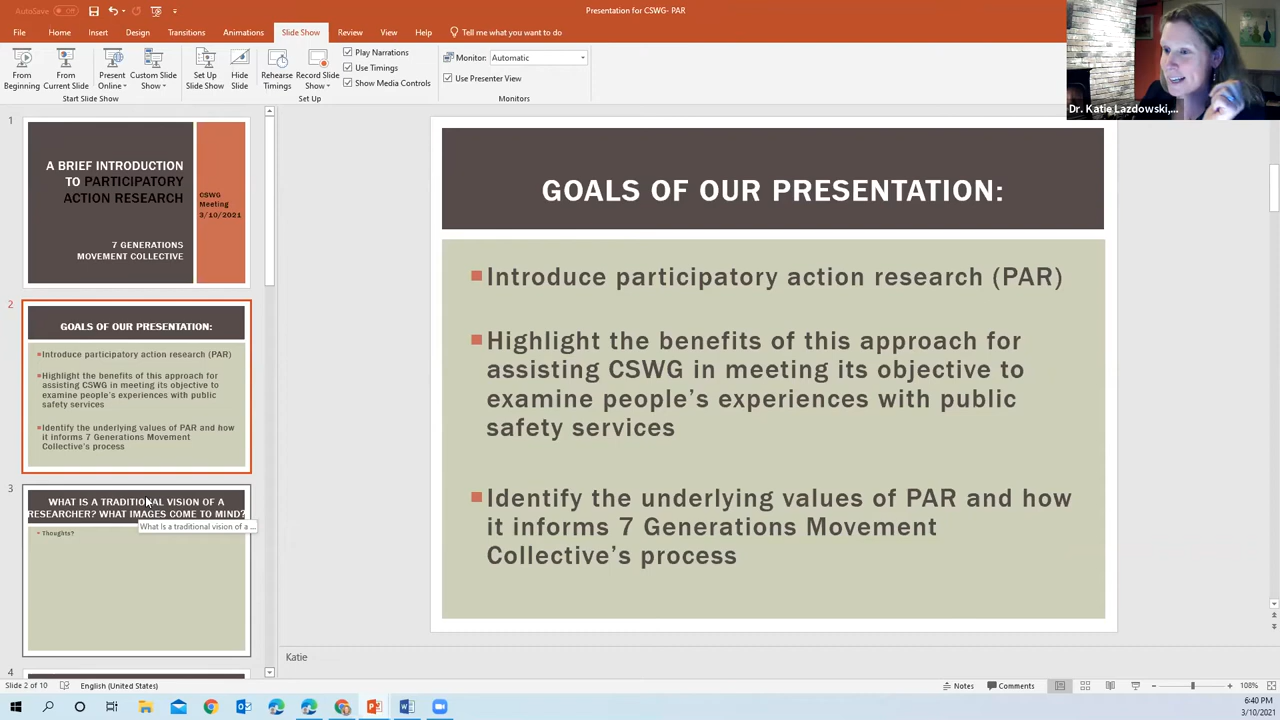 AutoSave
Off
Presentation for CSWG- PAR
File
Home
Insert
Design
Transitions
Animations
Slide Show
Review
View
Help
Tell me what you want to do
From
Beginning
From
Current Slide
Present
Online
Custom Slide
Show
Set Up
Slide Show
Hide
Slide
Rehearse
Timings
Record Slide
Show
Play Narrations
Use Timings
Show Media Controls
Monitor:
Automatic
Use Presenter View
Start Slide Show
Set Up
Monitors
Dr. Katie Lazdowski,...
1
A BRIEF INTRODUCTION
TO PARTICIPATORY
ACTION RESEARCH
CSWG
Meeting
3/10/2021
7 GENERATIONS
MOVEMENT COLLECTIVE
2
GOALS OF OUR PRESENTATION:
Introduce participatory action research (PAR)
Highlight the benefits of this approach for
assisting CSWG in meeting its objective to
examine people's experiences with public
safety services
Identify the underlying values of PAR and how
it informs 7 Generations Movement
Collective's process
3
WHAT IS A TRADITIONAL VISION OF A
RESEARCHER? WHAT IMAGES COME TO MIND?
What is a traditional vision of a ...
Thoughts?
4
GOALS OF OUR PRESENTATION:
Introduce participatory action research (PAR)
Highlight the benefits of this approach for
assisting CSWG in meeting its objective to
examine people's experiences with public
safety services
Identify the underlying values of PAR and how
it informs 7 Generations Movement
Collective's process
Katie
Slide 2 of 10
English (United States)
Notes
Comments
108%
6:40 PM
3/10/2021